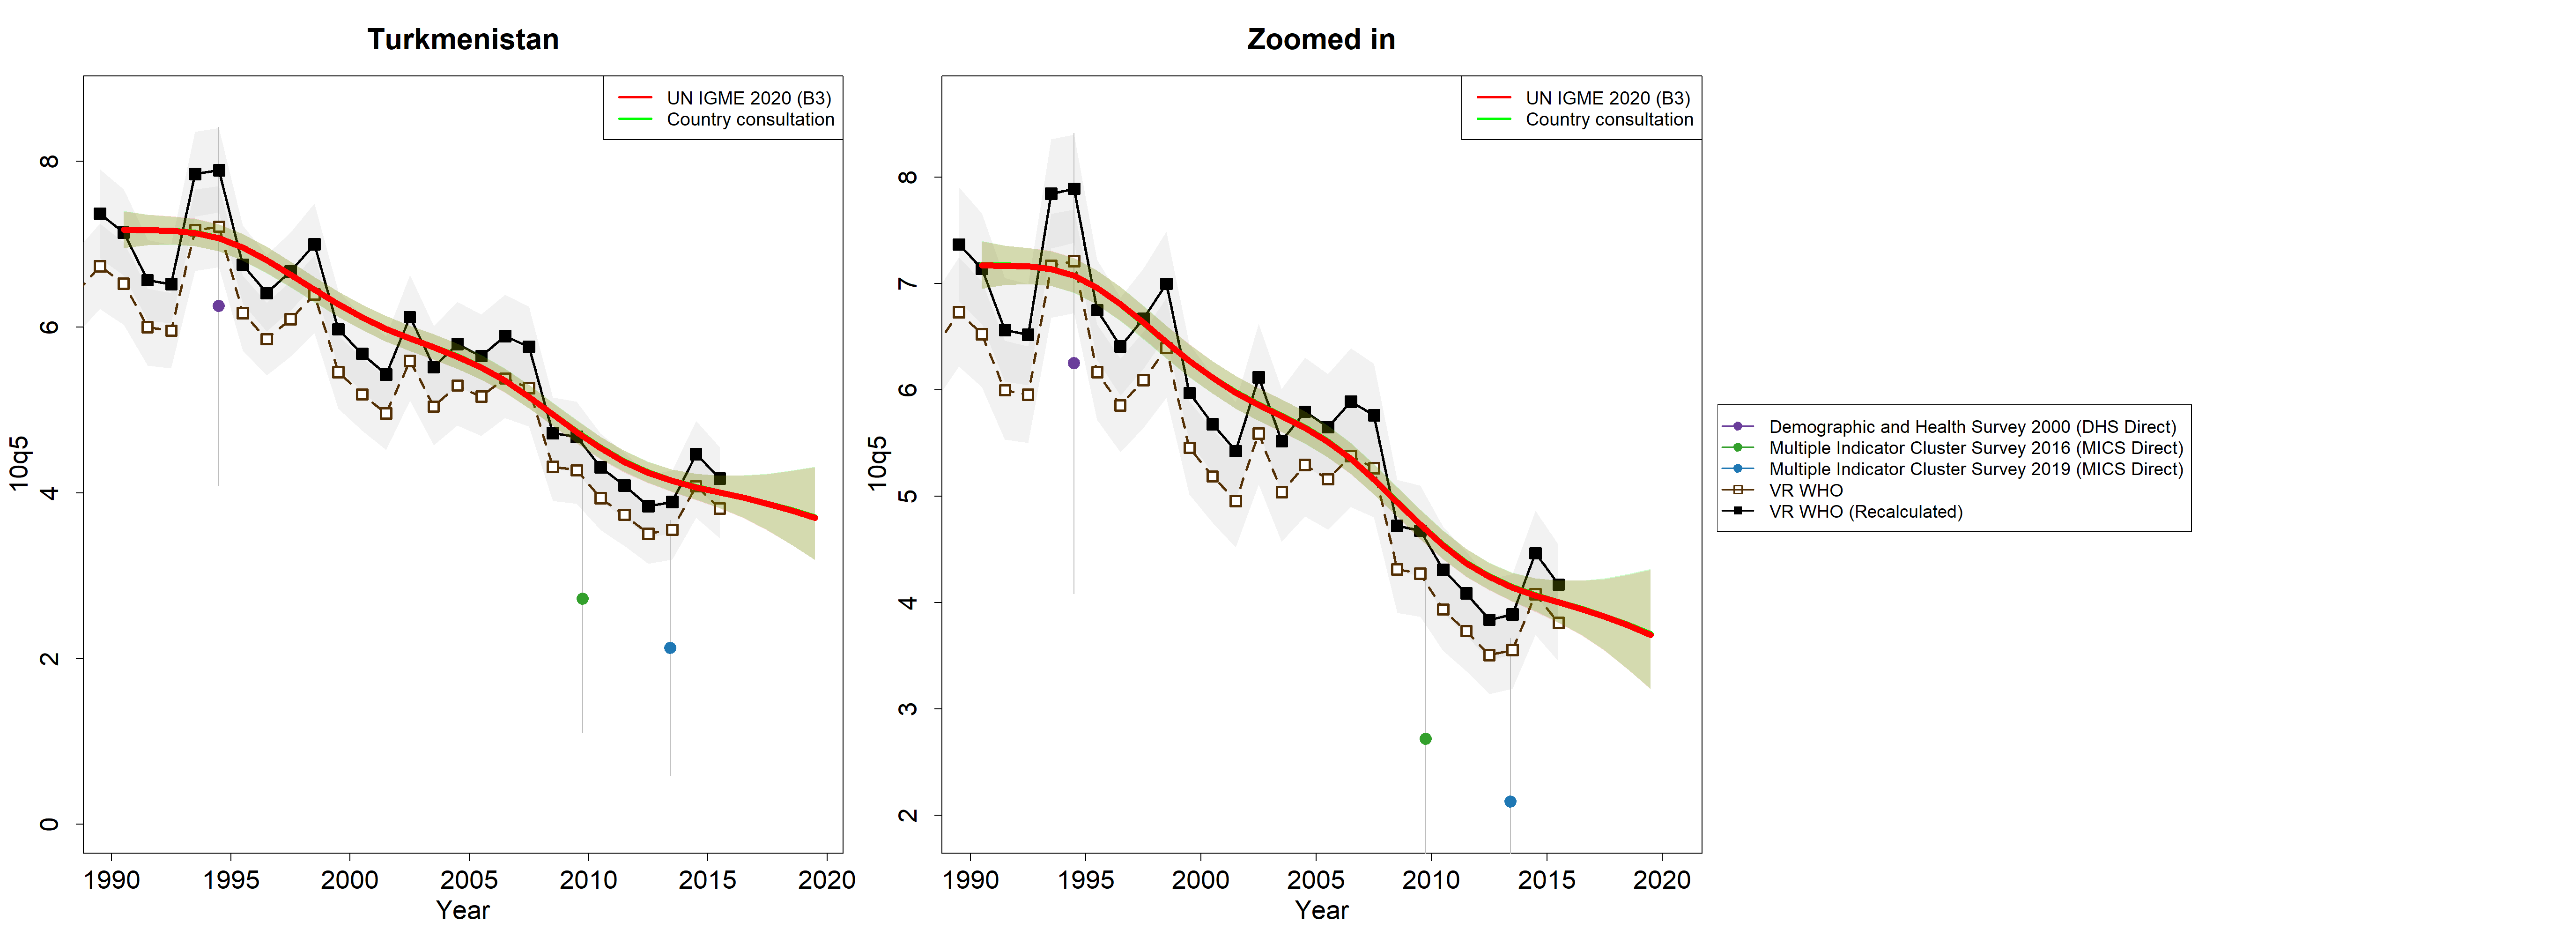 Turkmenistan
UN IGME 2020 (B3)
Country consultation
8
6
4
2
0
10q5
1990 1995 2000 2005 2010 2015 2020
Year
Zoomed in
UN IGME 2020 (B3)
Country consultation
8
7
6
5
4
3
2
10q5
1990 1995 2000 2005 2010 2015 2020
Year
Demographic and Health Survey 2000 (DHS Direct)
Multiple Indicator Cluster Survey 2016 (MICS Direct)
Multiple Indicator Cluster Survey 2019 (MICS Direct)
VR WHO
VR WHO (Recalculated)